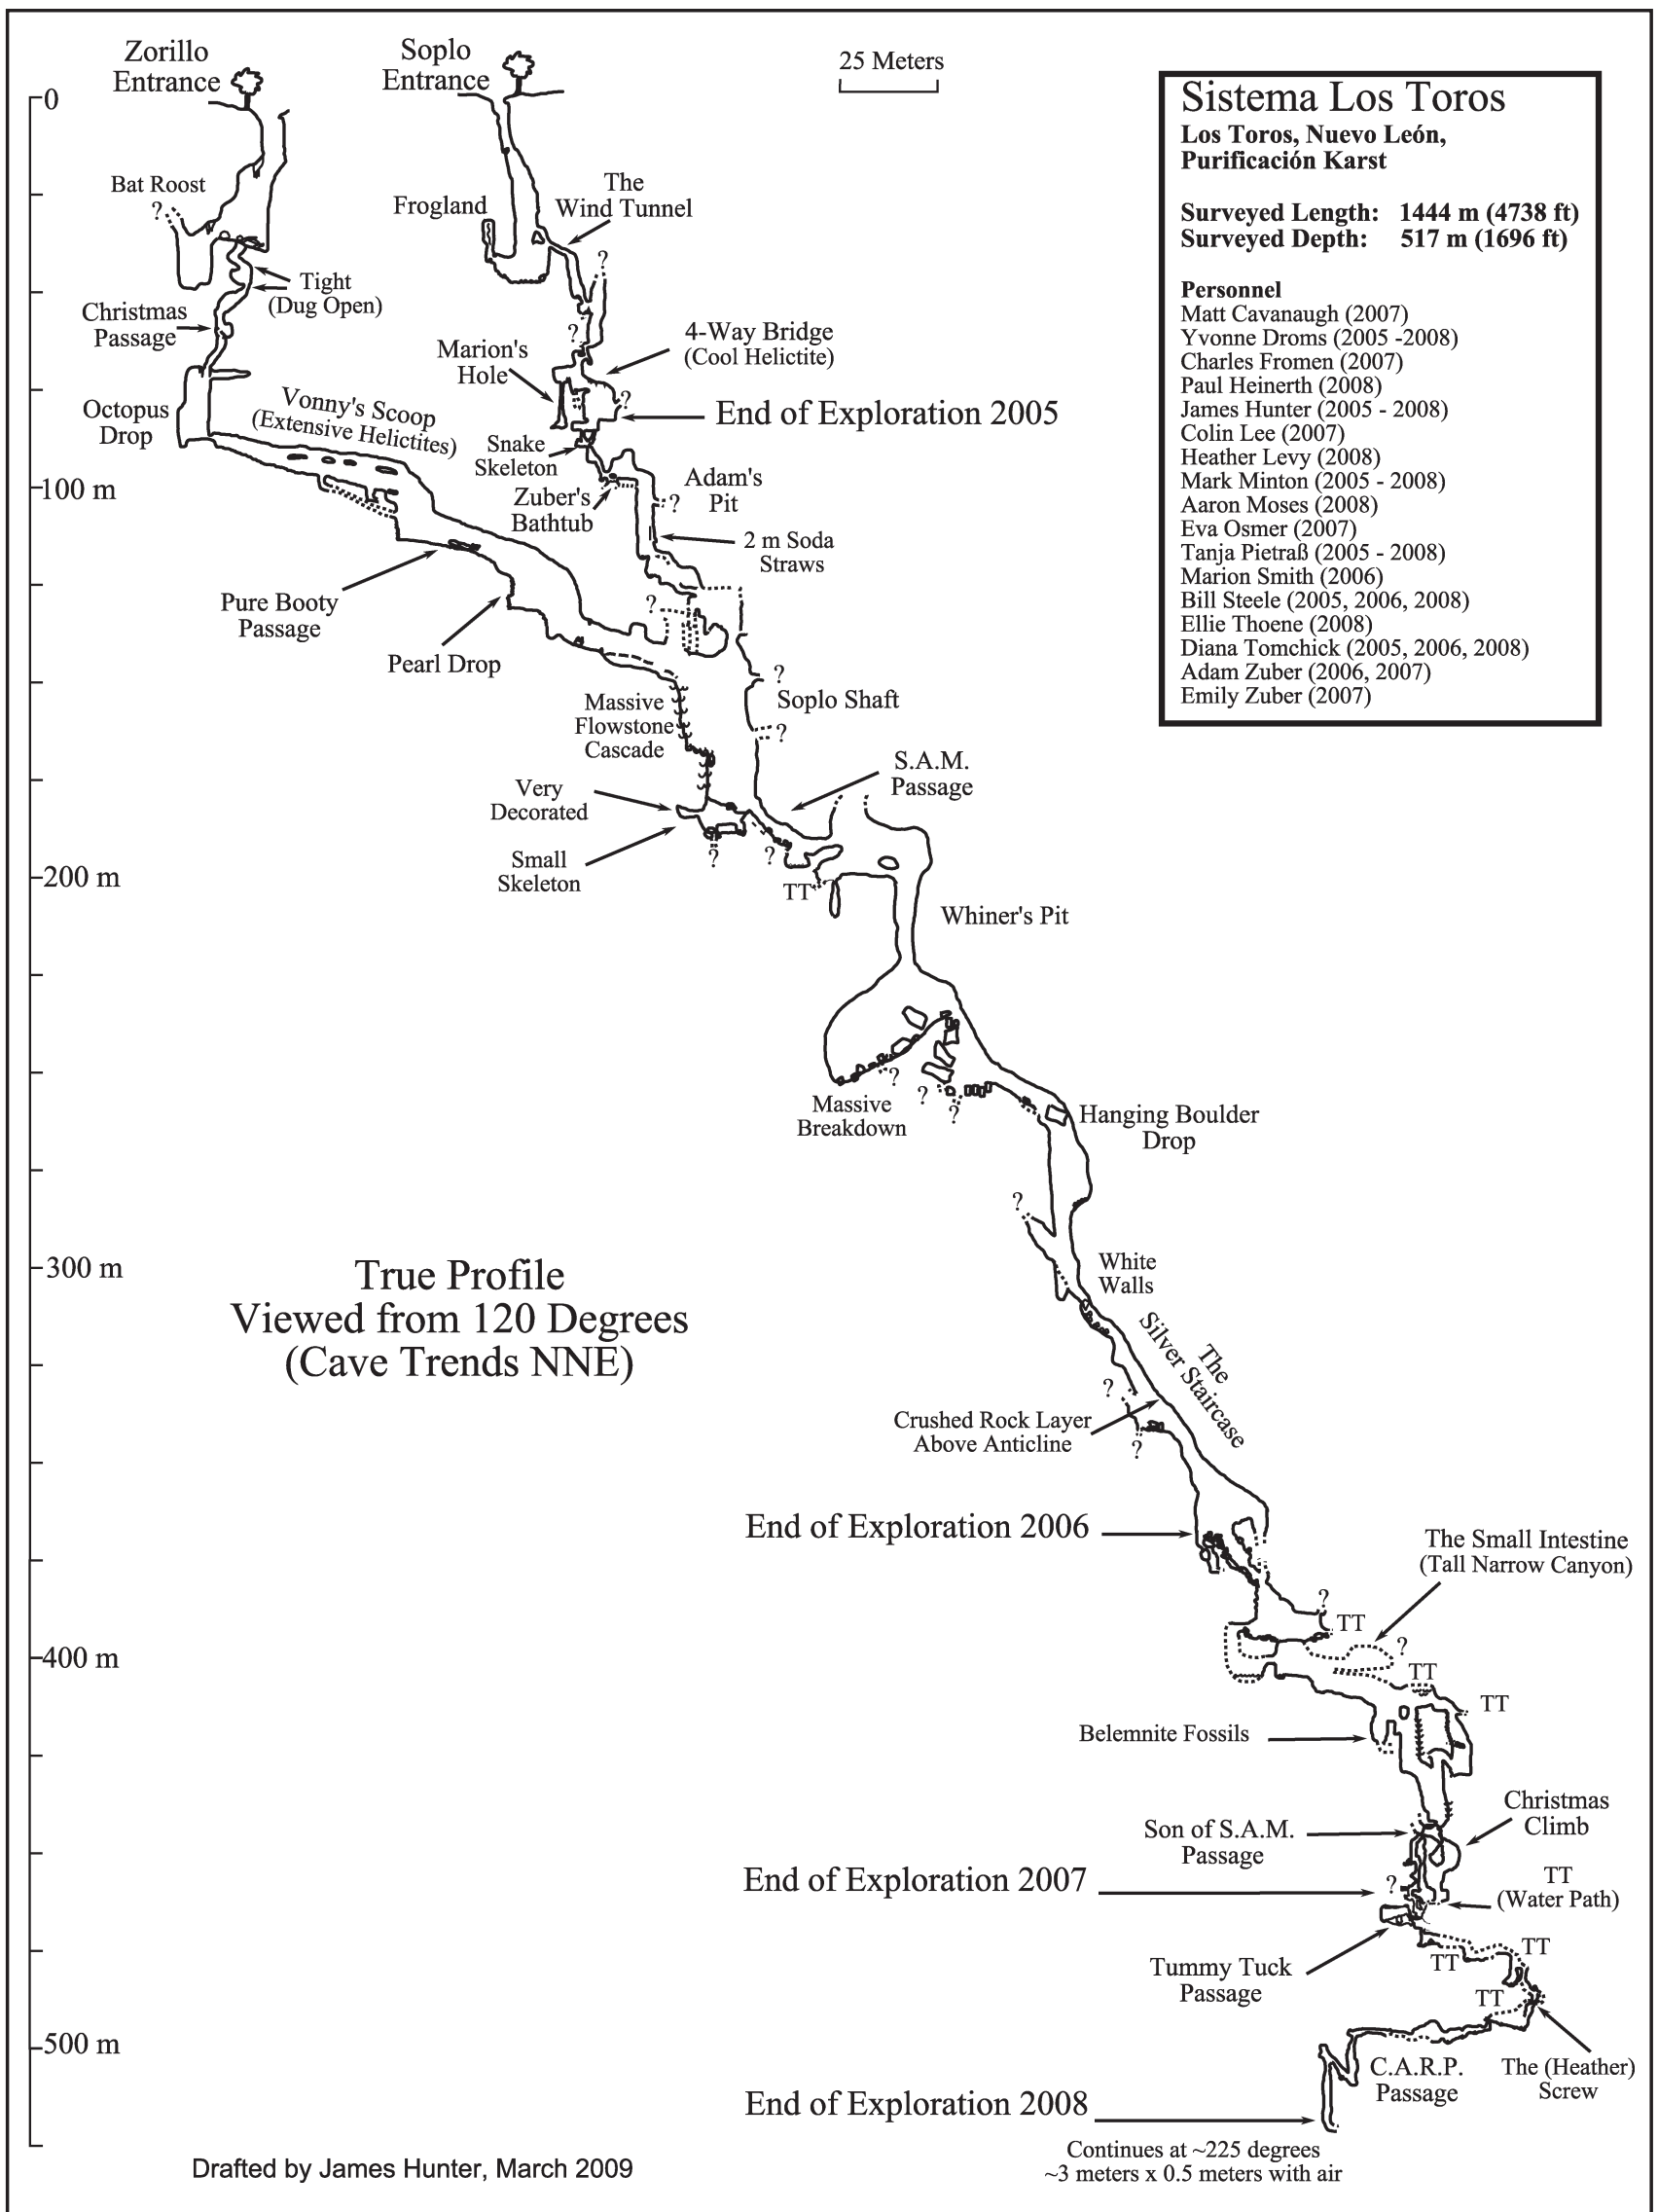 Zorillo
Entrance
Soplo
Entrance
25 Meters
Sistema Los Toros
Los Toros, Nuevo León,
Purificación Karst
Surveyed Length: 1444 m (4738 ft)
Surveyed Depth: 517 m (1696 ft)
Personnel
Matt Cavanaugh (2007)
Yvonne Droms (2005 -2008)
Charles Fromen (2007)
Paul Heinerth (2008)
James Hunter (2005 - 2008)
Colin Lee (2007)
Heather Levy (2008)
Mark Minton (2005 - 2008)
Aaron Moses (2008)
Eva Osmer (2007)
Tanja Pietraß (2005 - 2008)
Marion Smith (2006)
Bill Steele (2005, 2006, 2008)
Ellie Thoene (2008)
Diana Tomchick (2005, 2006, 2008)
Adam Zuber (2006, 2007)
Emily Zuber (2007)
0
Bat Roost
?
Frogland
The
Wind Tunnel
?
Tight
(Dug Open)
Christmas
Passage
?
4-Way Bridge
(Cool Helictite)
Marion's
Hole
?
End of Exploration 2005
Octopus
Drop
Vonny's Scoop
(Extensive Helictites)
Snake
Skeleton
Zuber's
Bathtub
Adam's
Pit
?
100 m
2 m Soda
Straws
Pure Booty
Passage
?
Pearl Drop
?
Soplo Shaft
?
Massive
Flowstone
Cascade
S.A.M.
Passage
Very
Decorated
Small
Skeleton
?
?
TT
200 m
Whiner's Pit
?
?
?
Massive
Breakdown
Hanging Boulder
Drop
?
300 m
White
Walls
True Profile
Viewed from 120 Degrees
(Cave Trends NNE)
The
Silver Staircase
?
Crushed Rock Layer
Above Anticline
?
End of Exploration 2006
The Small Intestine
(Tall Narrow Canyon)
?
TT
?
400 m
TT
TT
Belemnite Fossils
Christmas
Climb
Son of S.A.M.
Passage
End of Exploration 2007
?
TT
(Water Path)
Tummy Tuck
Passage
TT
TT
TT
500 m
C.A.R.P.
Passage
The (Heather)
Screw
End of Exploration 2008
Continues at ~225 degrees
~3 meters x 0.5 meters with air
Drafted by James Hunter, March 2009